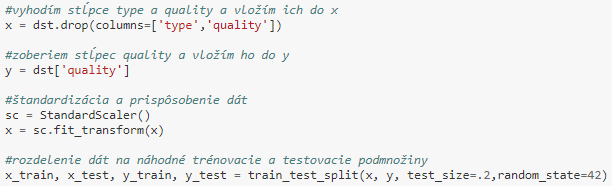 #vyhodím stĺpce type a quality a vložím ich do x
x = dst.drop(columns=['type','quality'])
#zoberiem stĺpec quality a vložím ho do y
y = dst['quality']
#štandardizácia a prispôsobenie dát
sc = StandardScaler()
x = sc.fit_transform(x)
#rozdelenie dát na náhodné trénovacie a testovacie podmnožiny
x_train, x_test, y_train, y_test = train_test_split(x, y, test_size=.2,random_state=42)